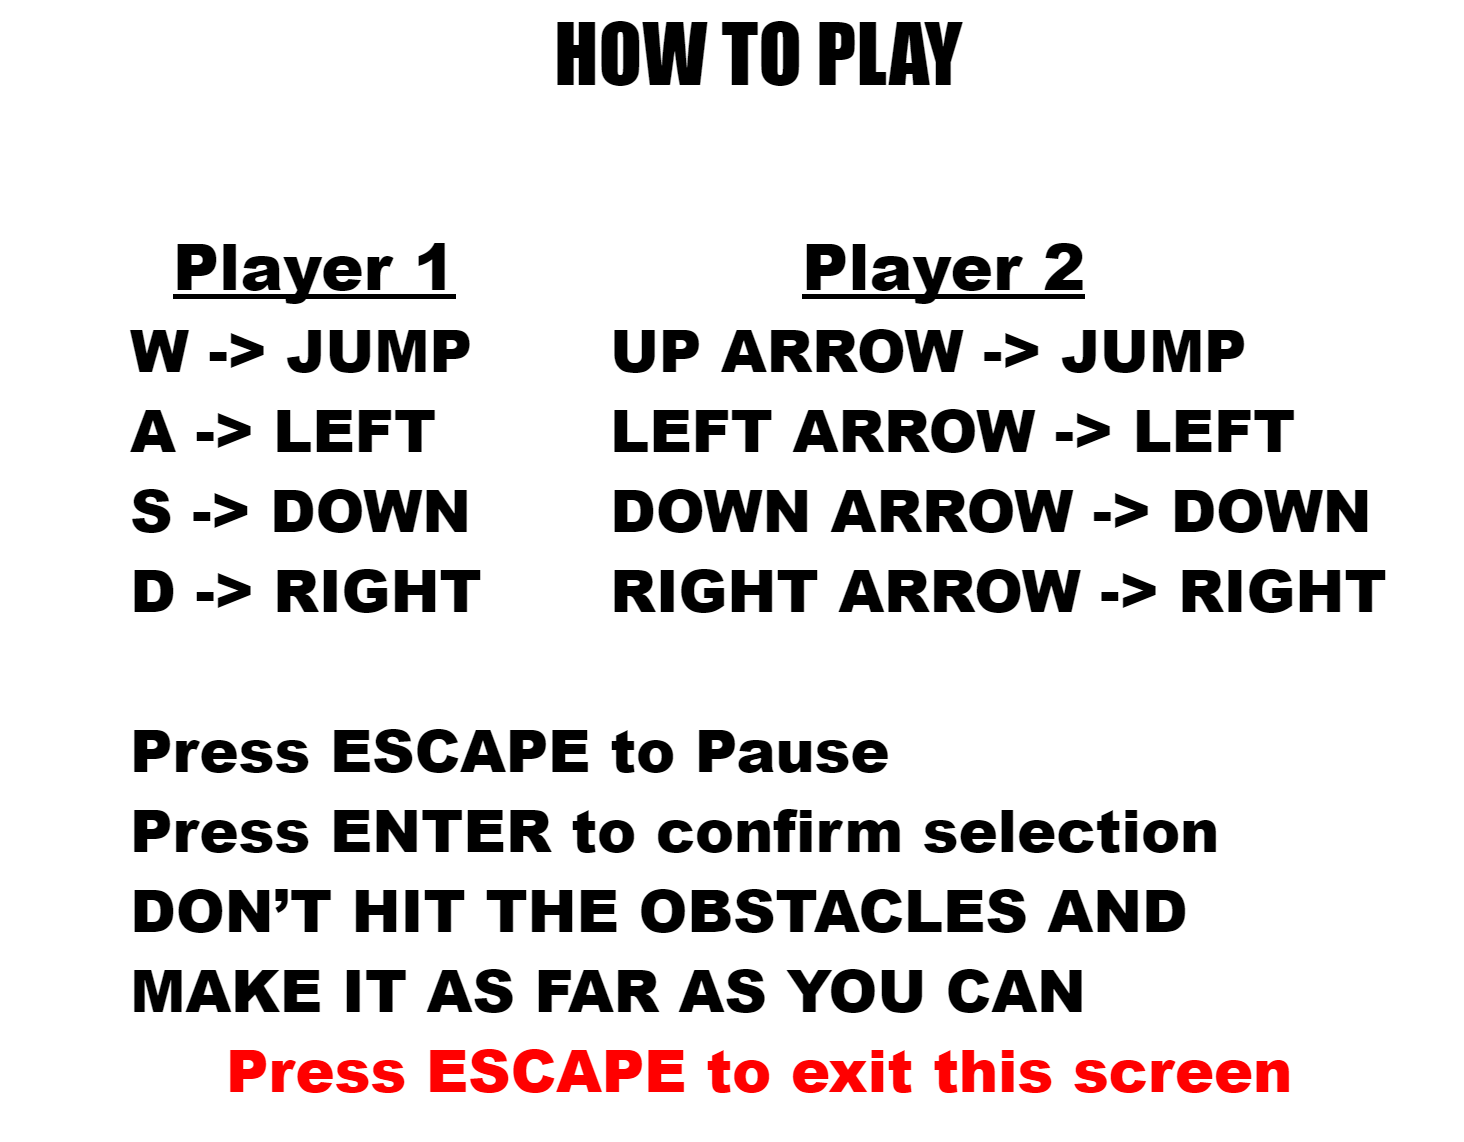 HOW TO PLAY
Player 1 Player 2
W -> JUMP UP ARROW -> JUMP
A -> LEFT LEFT ARROW -> LEFT
S -> DOWN DOWN ARROW -> DOWN
D -> RIGHT RIGHT ARROW -> RIGHT
Press ESCAPE to Pause
Press ENTER to confirm selection
DON’T HIT THE OBSTACLES AND
MAKE IT AS FAR AS YOU CAN
Press ESCAPE to exit this screen